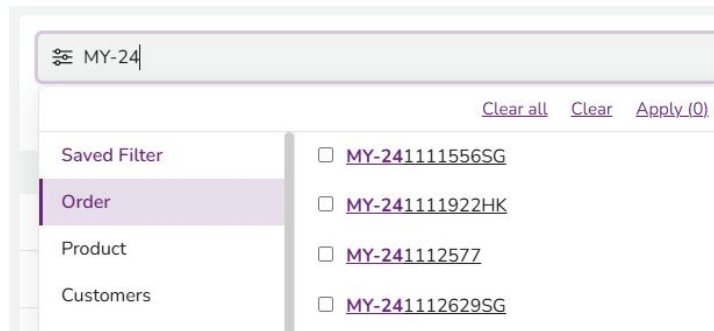 MY-24
Clear all Clear Apply (0)
Saved Filter
Order
Product
Customers
MY-241111556SG
MY-241111922HK
MY-241112577
MY-241112629SG